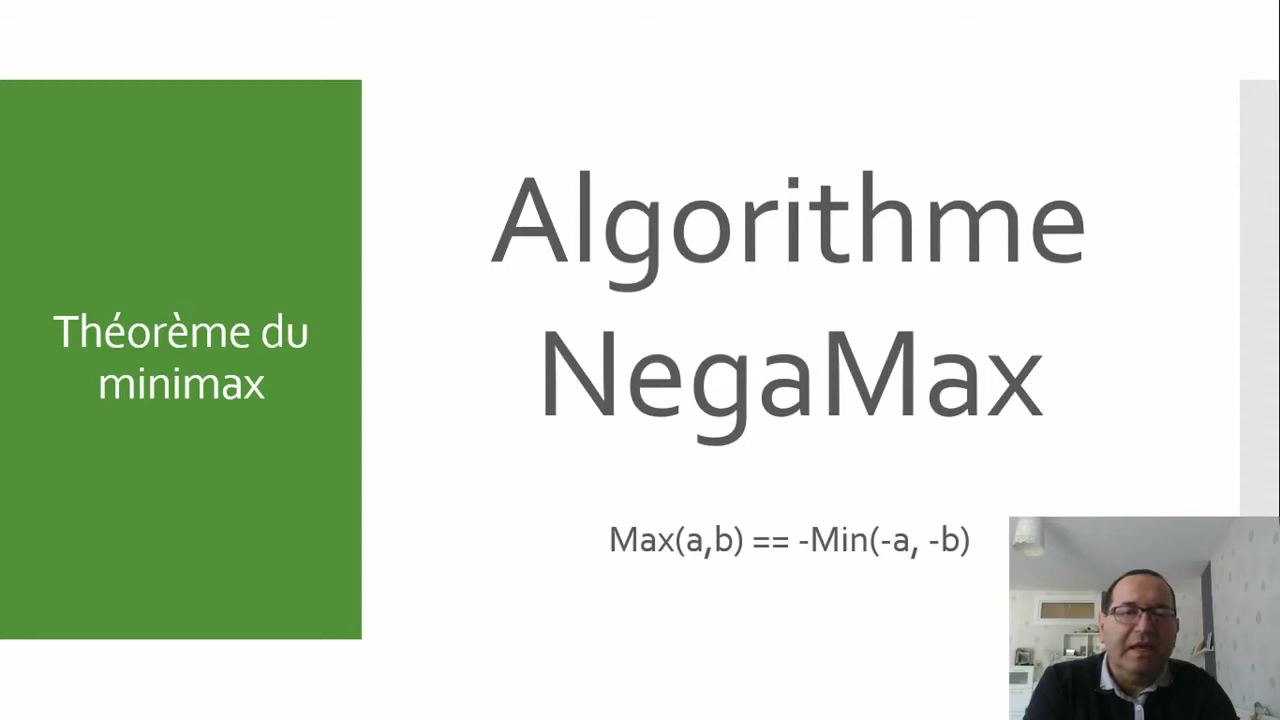 Théorème du
minimax
Algorithme
NegaMax
Max(a,b) == -Min(-a, -b)